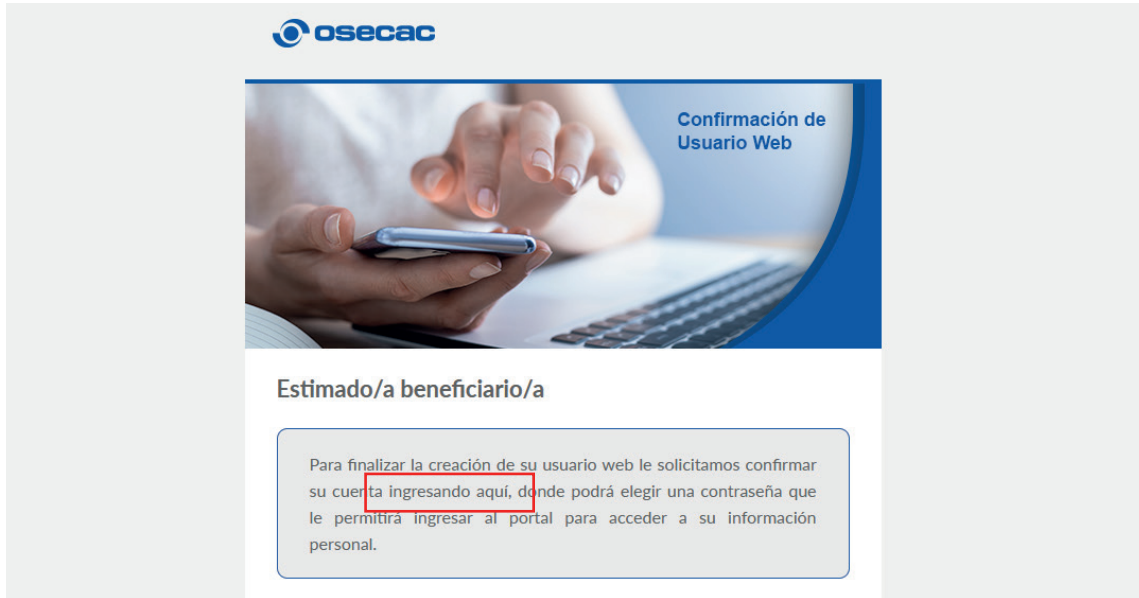 osecac
Confirmación de
Usuario Web
Estimado/a beneficiario/a
Para finalizar la creación de su usuario web le solicitamos confirmar
su cuenta ingresando aquí, donde podrá elegir una contraseña que
le permitirá ingresar al portal para acceder a su información
personal.